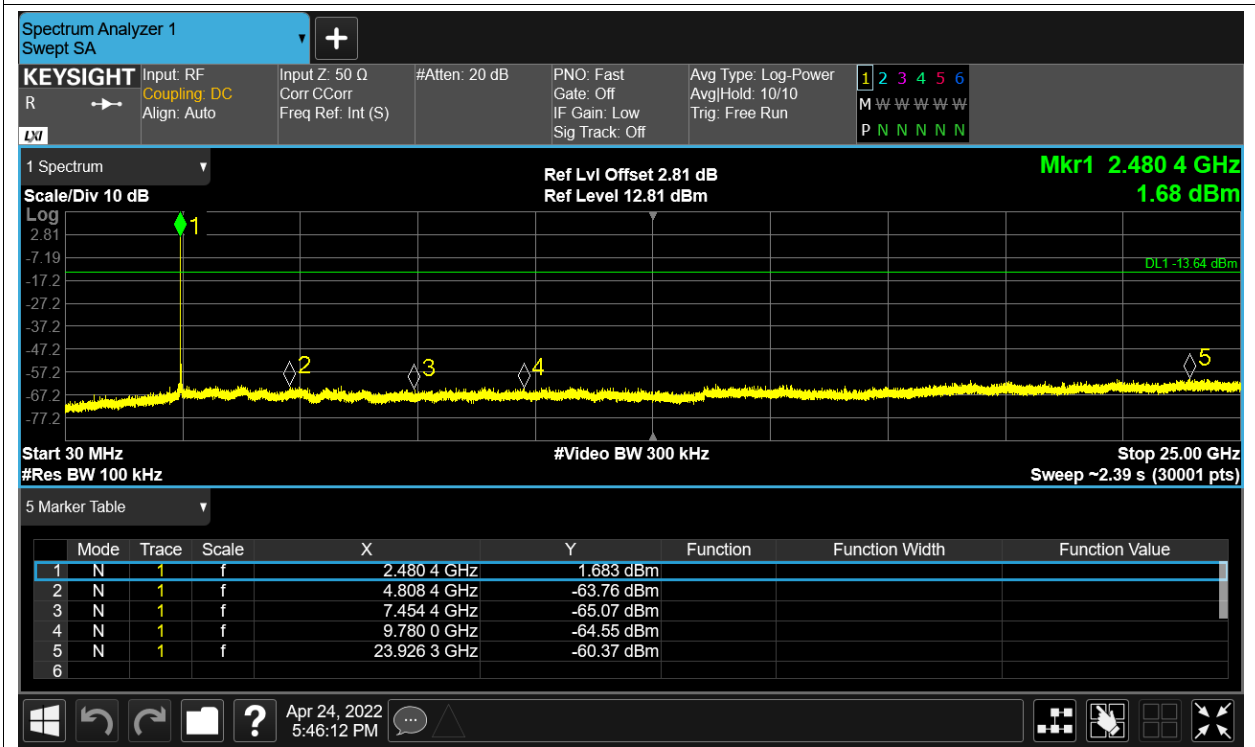 Spectrum Analyzer 1
Swept SA
KEYSIGHT Input: RF Input Z: 50 Ω #Atten: 20 dB PNO: Fast Avg Type: Log-Power 1 2 3 4 5 6
R Coupling: DC Corr CCorr Gate: Off Avg|Hold: 10/10 M W W W W W
Align: Auto Freq Ref: Int (S) IF Gain: Low Trig: Free Run
LXI Sig Track: Off P N N N N N
1 Spectrum Ref Lvl Offset 2.81 dB Mkr1 2.480 4 GHz
Scale/Div 10 dB Ref Level 12.81 dBm 1.68 dBm
Log
1
2.81
-7.19
DL1 -13.64 dBm
-17.2
-27.2
-37.2
-47.2
2 3 4 5
-57.2
-67.2
-77.2
Start 30 MHz #Video BW 300 kHz Stop 25.00 GHz
#Res BW 100 kHz Sweep ~2.39 s (30001 pts)
5 Marker Table
Mode Trace Scale X Y Function Function Width Function Value
1 N 1 f 2.480 4 GHz 1.683 dBm
2 N 1 f 4.808 4 GHz -63.76 dBm
3 N 1 f 7.454 4 GHz -65.07 dBm
4 N 1 f 9.780 0 GHz -64.55 dBm
5 N 1 f 23.926 3 GHz -60.37 dBm
6
? Apr 24, 2022
5:46:12 PM